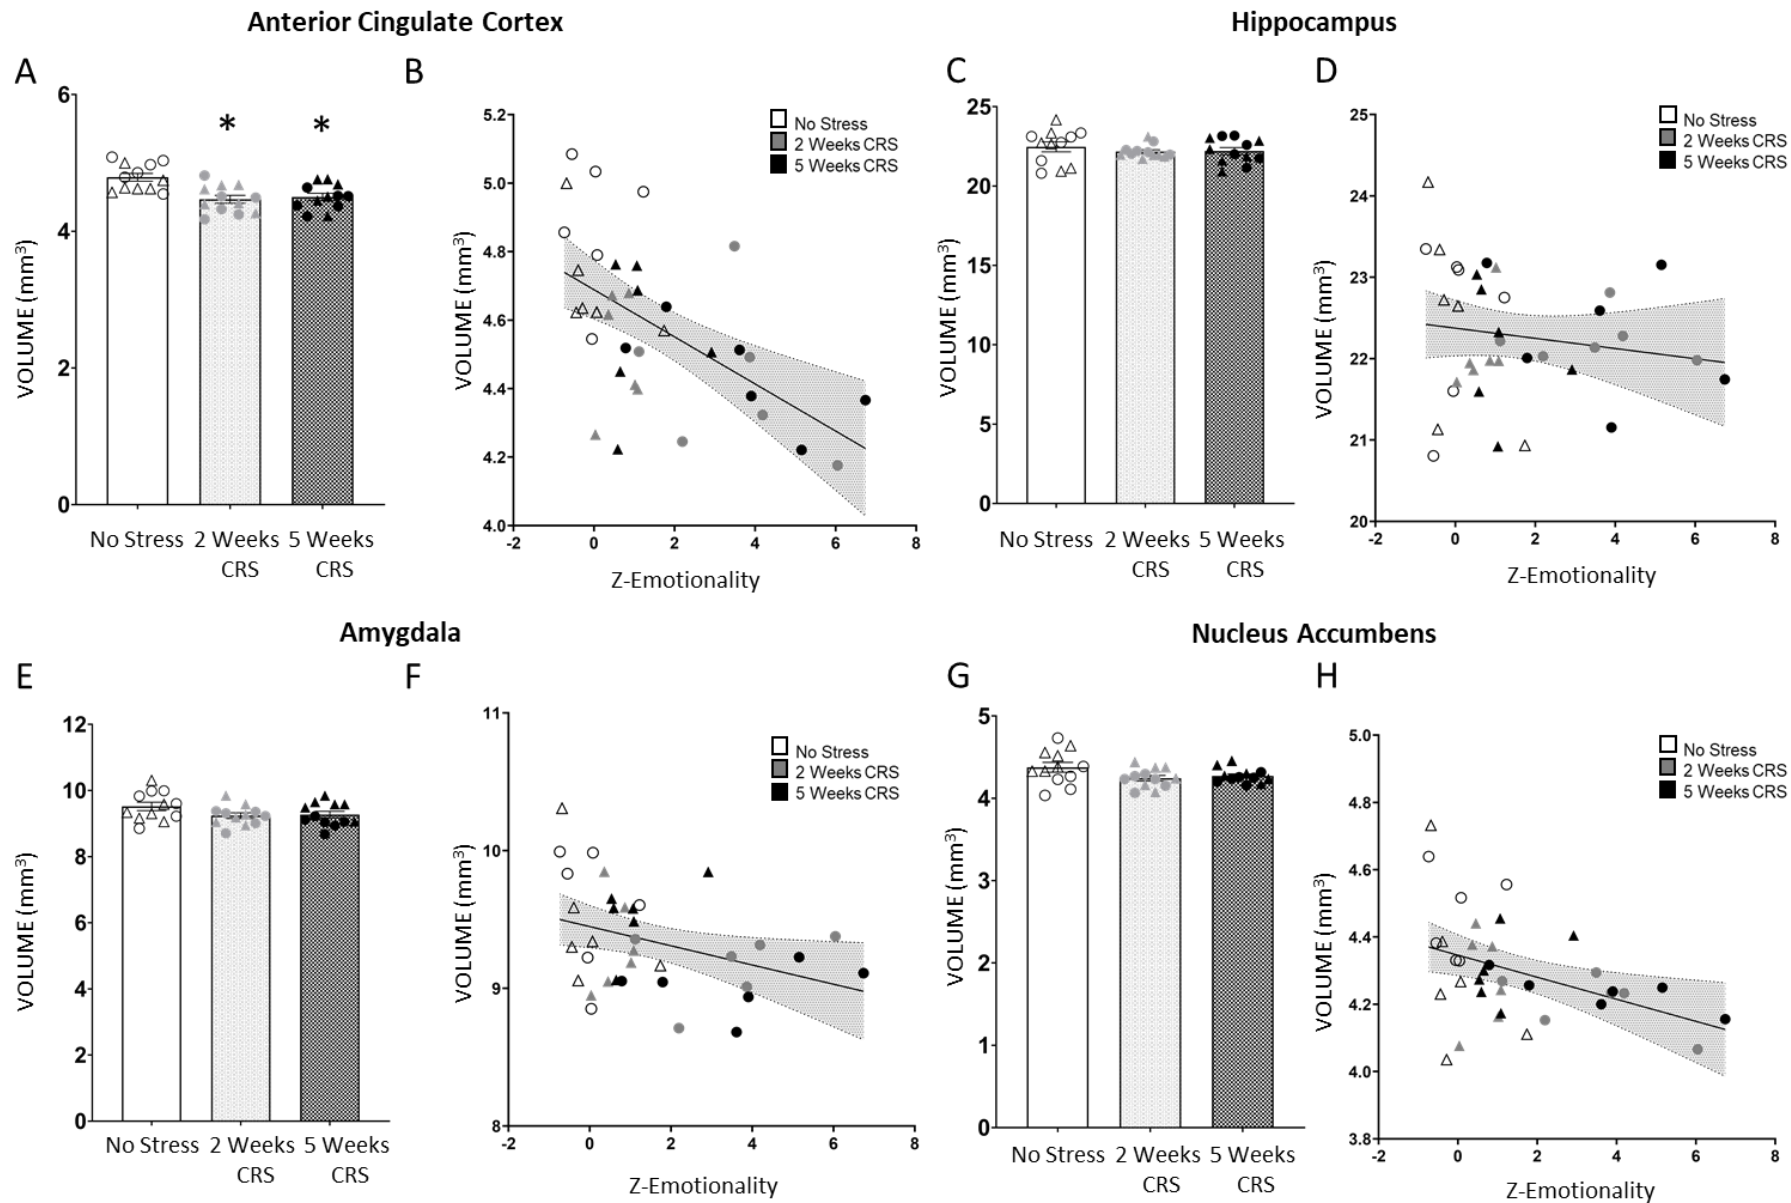 Anterior Cingulate Cortex
Hippocampus
A
6
4
2
0
VOLUME (mm³)
*
*
No Stress
2 Weeks
CRS
5 Weeks
CRS
B
5.2
5.0
4.8
4.6
4.4
4.2
4.0
VOLUME (mm³)
No Stress
2 Weeks CRS
5 Weeks CRS
-2 0 2 4 6 8
Z-Emotionality
C
25
20
15
10
5
0
VOLUME (mm³)
No Stress
2 Weeks
CRS
5 Weeks
CRS
D
25
24
23
22
21
20
VOLUME (mm³)
No Stress
2 Weeks CRS
5 Weeks CRS
-2 0 2 4 6 8
Z-Emotionality
Amygdala
Nucleus Accumbens
E
12
10
8
6
4
2
0
VOLUME (mm³)
No Stress
2 Weeks
CRS
5 Weeks
CRS
F
11
10
9
8
VOLUME (mm³)
No Stress
2 Weeks CRS
5 Weeks CRS
-2 0 2 4 6 8
Z-Emotionality
G
5
4
3
2
1
0
VOLUME (mm³)
No Stress
2 Weeks
CRS
5 Weeks
CRS
H
5.0
4.8
4.6
4.4
4.2
4.0
3.8
VOLUME (mm³)
No Stress
2 Weeks CRS
5 Weeks CRS
-2 0 2 4 6 8
Z-Emotionality